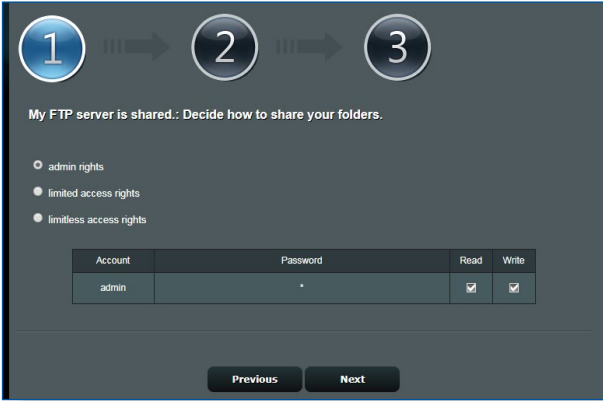 1 2 3
My FTP server is shared.: Decide how to share your folders.
admin rights
limited access rights
limitless access rights
Account Password Read Write
admin *
Previous Next